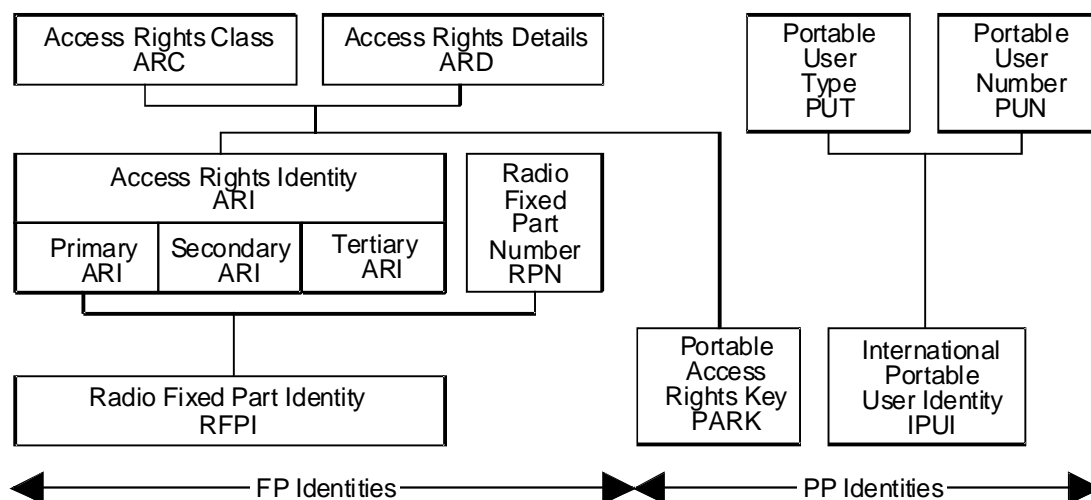 Access Rights Class
ARC
Access Rights Details
ARD
Portable
User
Type
PUT
Portable
User
Number
PUN
Access Rights Identity
ARI
Primary
ARI
Secondary
ARI
Tertiary
ARI
Radio
Fixed
Part
Number
RPN
Radio Fixed Part Identity
RFPI
Portable
Access
Rights Key
PARK
International
Portable
User Identity
IPUI
FP Identities
PP Identities